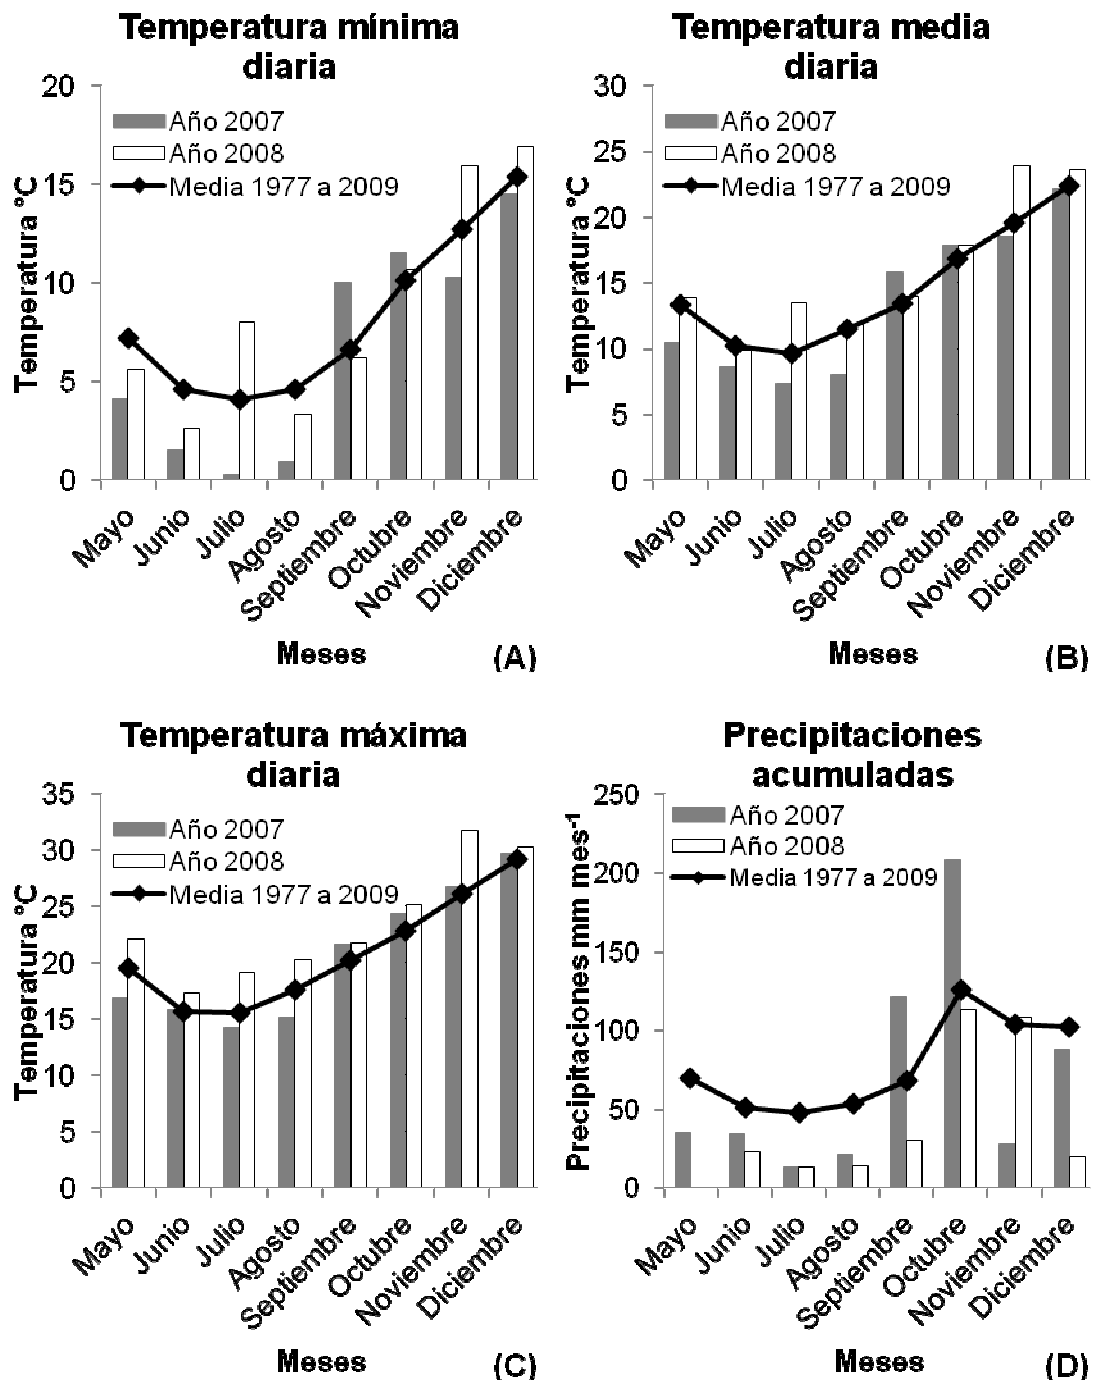 Temperatura mínima
diaria
20
15
10
5
0
Temperatura °C
Año 2007
Año 2008
Media 1977 a 2009
Mayo
Junio
Julio
Agosto
Septiembre
Octubre
Noviembre
Diciembre
Meses
(A)
Temperatura media
diaria
30
25
20
15
10
5
0
Temperatura °C
Año 2007
Año 2008
Media 1977 a 2009
Mayo
Junio
Julio
Agosto
Septiembre
Octubre
Noviembre
Diciembre
Meses
(B)
Temperatura máxima
diaria
35
30
25
20
15
10
5
0
Temperatura °C
Año 2007
Año 2008
Media 1977 a 2009
Mayo
Junio
Julio
Agosto
Septiembre
Octubre
Noviembre
Diciembre
Meses
(C)
Precipitaciones
acumuladas
250
200
150
100
50
0
Precipitaciones mm mes⁻¹
Año 2007
Año 2008
Media 1977 a 2009
Mayo
Junio
Julio
Agosto
Septiembre
Octubre
Noviembre
Diciembre
Meses
(D)